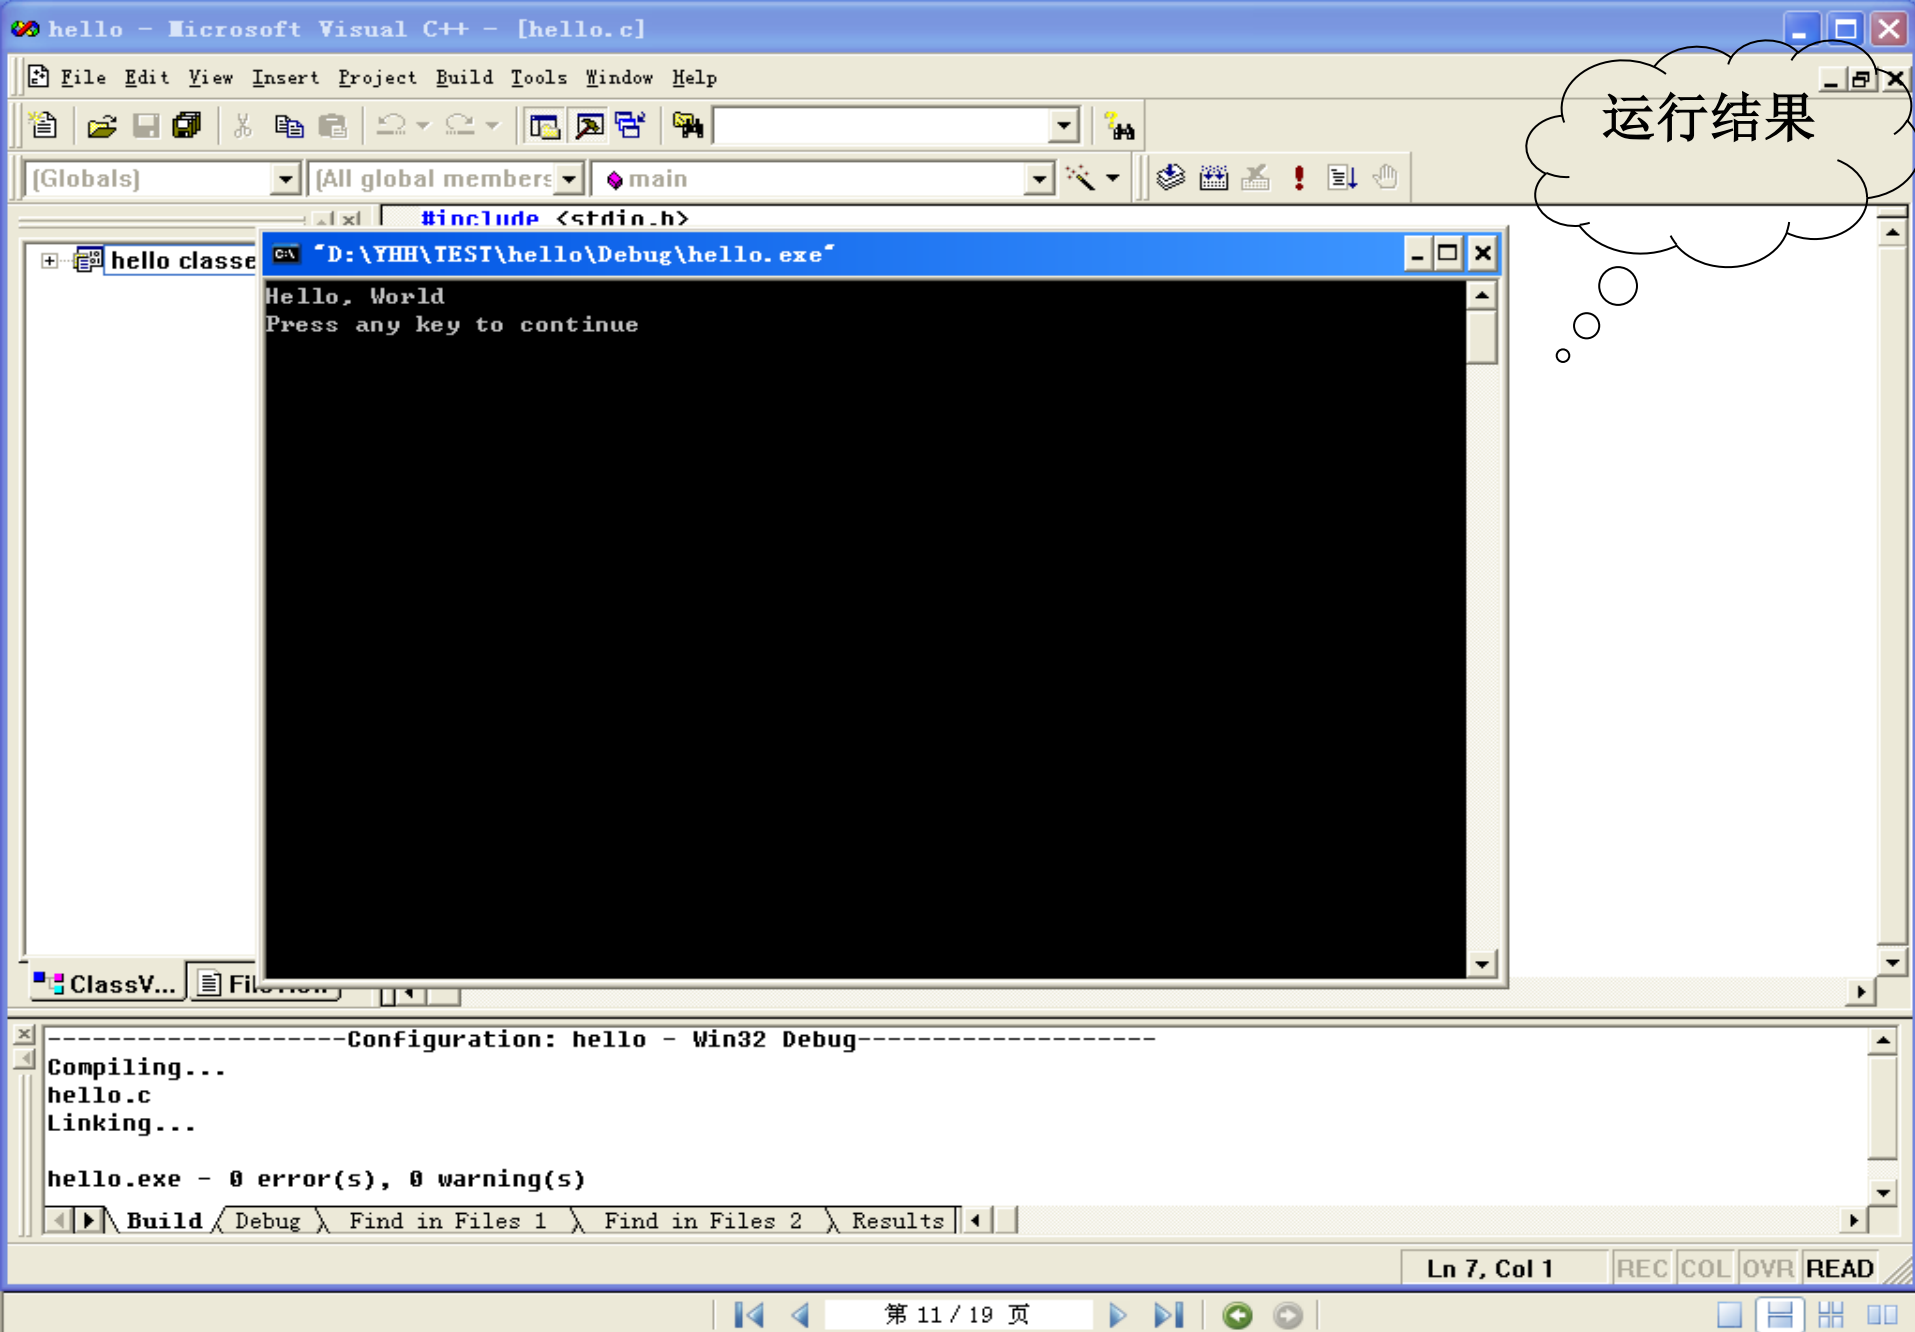 hello - Microsoft Visual C++ - [hello.c]
File Edit View Insert Project Build Tools Window Help
运行结果
(Globals) (All global members main
#include <stdio.h>
hello classe
"D:\YHH\TEST\hello\Debug\hello.exe"
Hello, World
Press any key to continue
ClassV...
--------------------Configuration: hello - Win32 Debug--------------------
Compiling...
hello.c
Linking...
hello.exe - 0 error(s), 0 warning(s)
Build Debug Find in Files 1 Find in Files 2 Results
Ln 7, Col 1 REC COL OVR READ
第 11 / 19 页